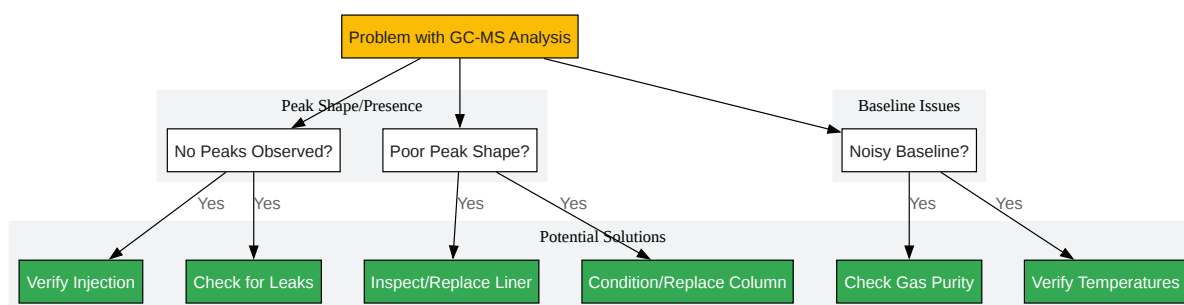 Problem with GC-MS Analysis
Peak Shape/Presence
Baseline Issues
No Peaks Observed?
Poor Peak Shape?
Noisy Baseline?
Yes
Yes
Yes
Yes
Yes
Yes
Potential Solutions
Verify Injection
Check for Leaks
Inspect/Replace Liner
Condition/Replace Column
Check Gas Purity
Verify Temperatures